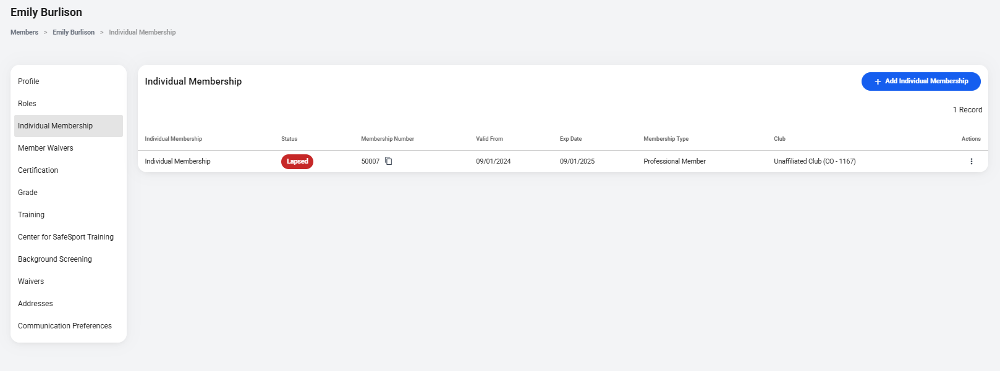 Emily Burlison
Members > Emily Burlison > Individual Membership
Profile
Roles
Individual Membership
Member Waivers
Certification
Grade
Training
Center for SafeSport Training
Background Screening
Waivers
Addresses
Communication Preferences
Individual Membership
+ Add Individual Membership
1 Record
Individual Membership Status Membership Number Valid From Exp Date Membership Type Club Actions
Individual Membership Lapsed 50007 09/01/2024 09/01/2025 Professional Member Unaffiliated Club (CO - 1167)